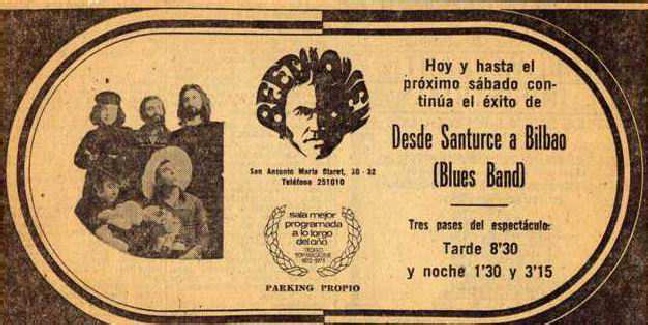 BEETHOVEN
San Antonio María Claret, 30 - 32
Teléfono 251010
sala mejor
programada
a lo largo
del año
PARKING PROPIO
Hoy y hasta el
próximo sábado con-
tinúa el éxito de
Desde Santurce a Bilbao
(Blues Band)
Tres pases del espectáculo:
Tarde 8'30
y noche 1'30 y 3'15